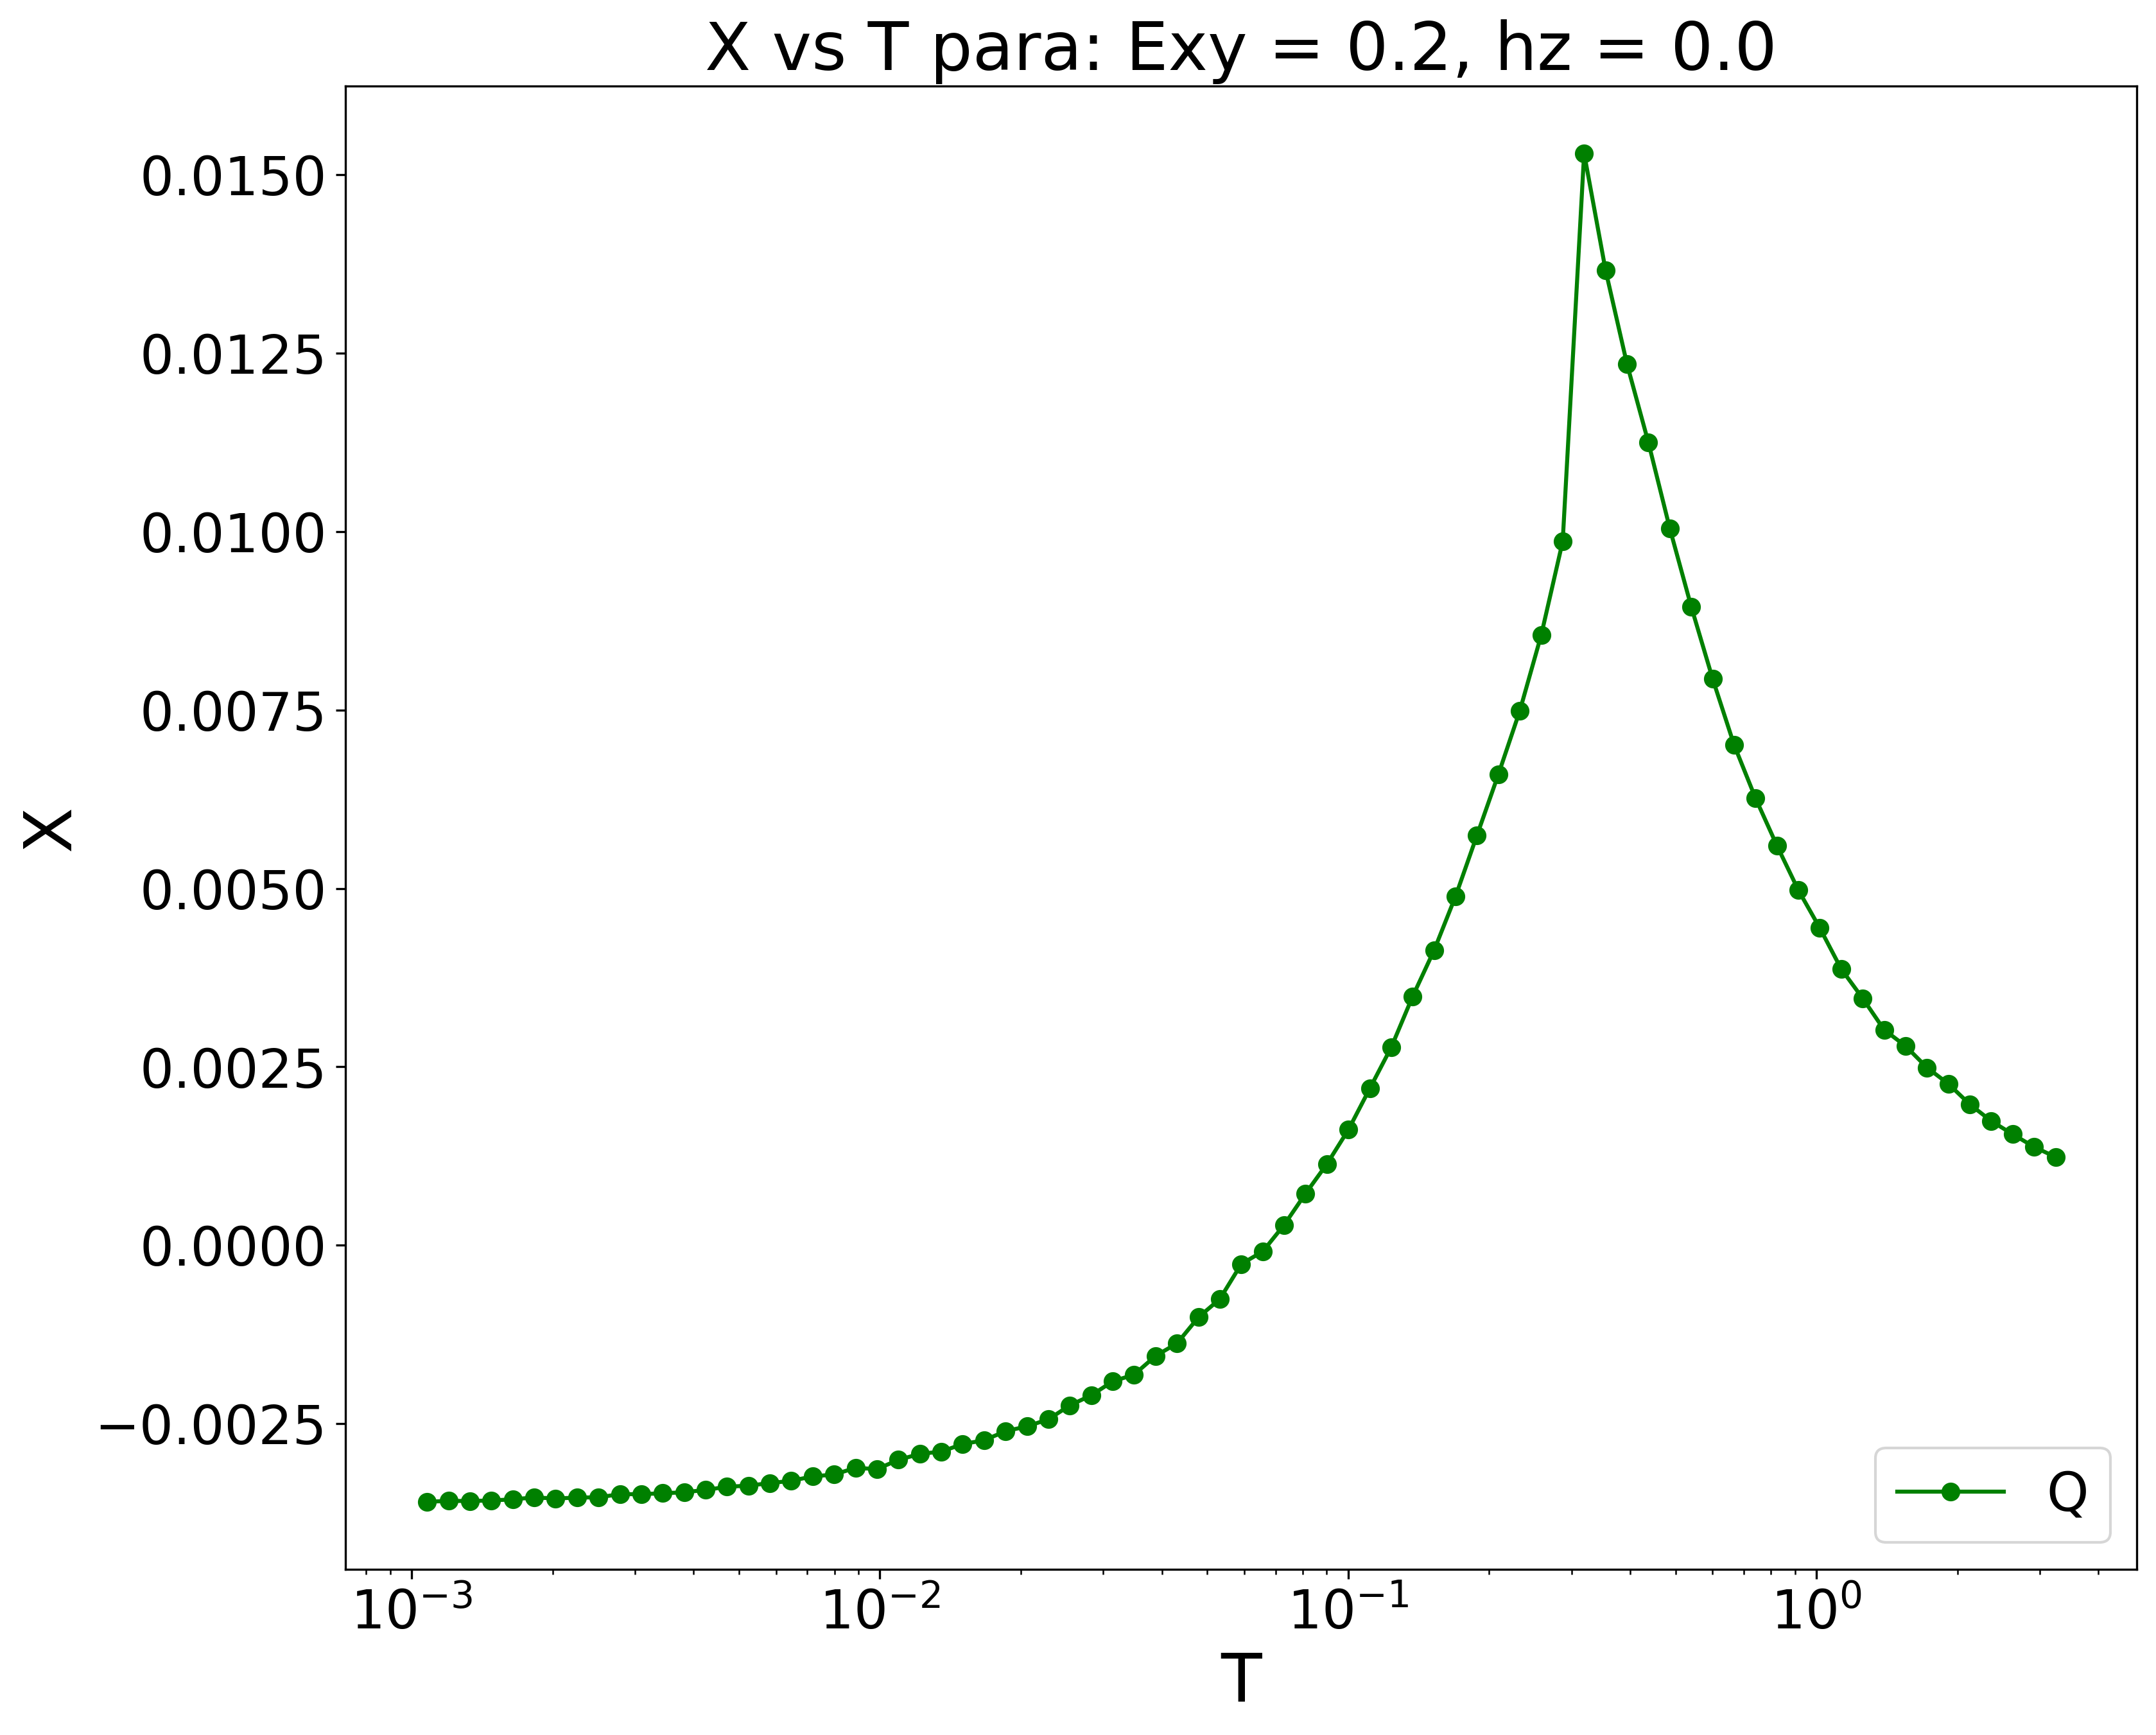 X vs T para: Exy = 0.2, hz = 0.0
X
0.0150
0.0125
0.0100
0.0075
0.0050
0.0025
0.0000
−0.0025
Q
10⁻³ 10⁻² 10⁻¹ 10⁰
T